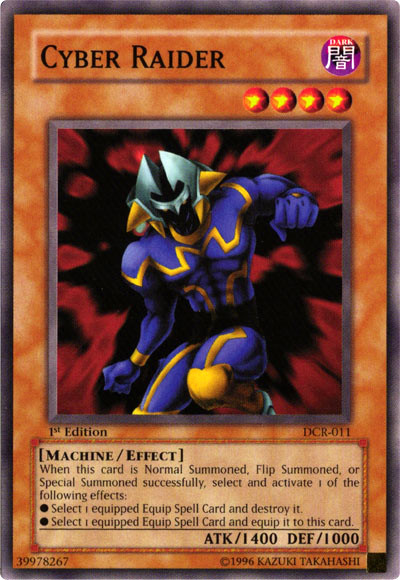 CYBER RAIDER
DARK
闇
1st Edition
DCR-011
[MACHINE / EFFECT]
When this card is Normal Summoned, Flip Summoned, or
Special Summoned successfully, select and activate 1 of the
following effects:
● Select 1 equipped Equip Spell Card and destroy it.
● Select 1 equipped Equip Spell Card and equip it to this card.
ATK/1400 DEF/1000
39978267
©1996 KAZUKI TAKAHASHI